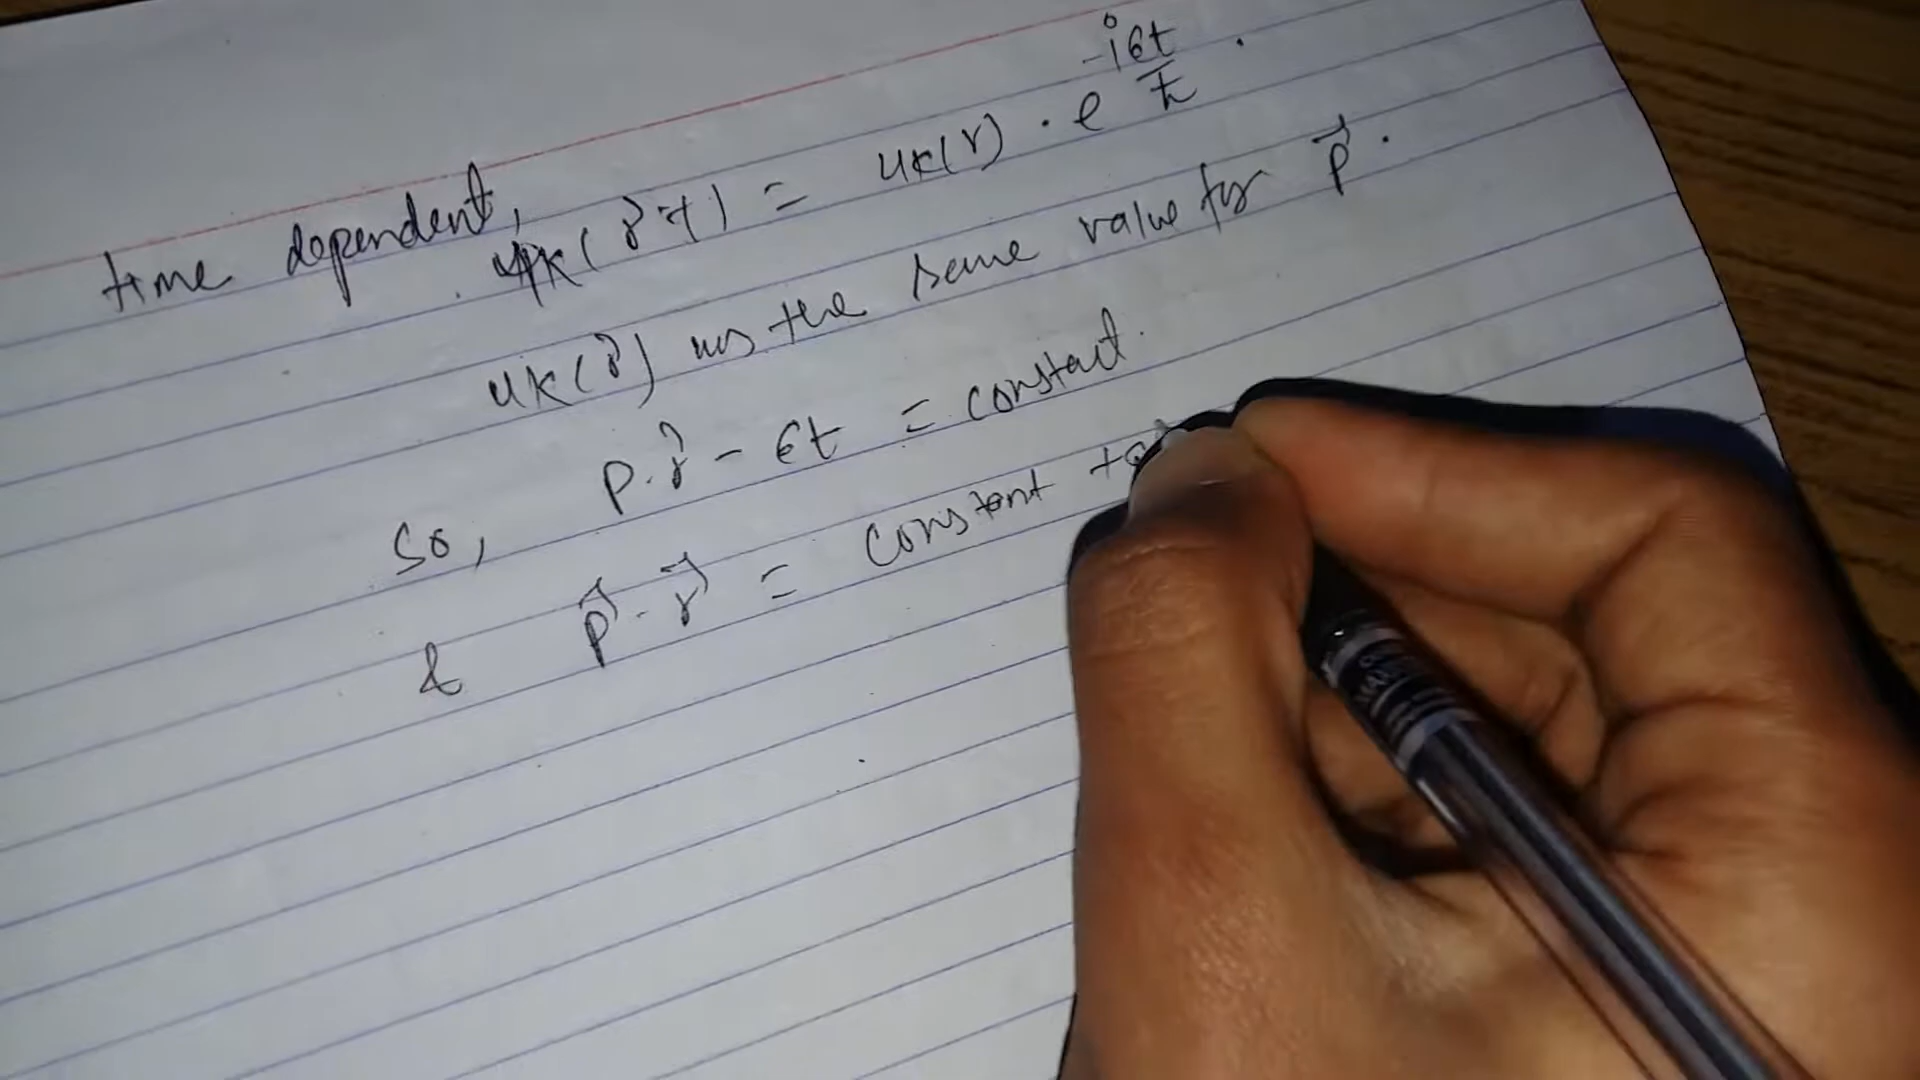 time dependent,
ψk(r⃗t) = uk(r) · e^(-iεt/ħ) .
uk(r⃗) has the same value for p⃗ .
So, p.r⃗ - εt = constant.
& p⃗ . r⃗ = constant +